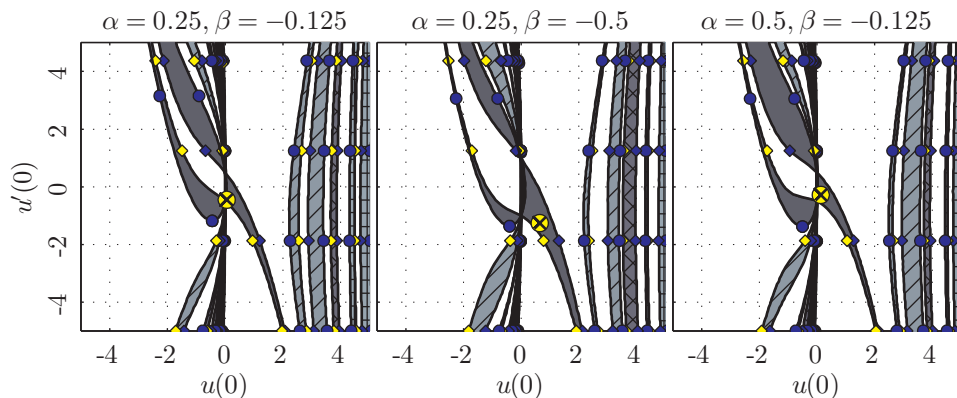 α = 0.25, β = −0.125 α = 0.25, β = −0.5 α = 0.5, β = −0.125
4
2
0
-2
-4
u′(0)
-4 -2 0 2 4 -4 -2 0 2 4 -4 -2 0 2 4
u(0) u(0) u(0)